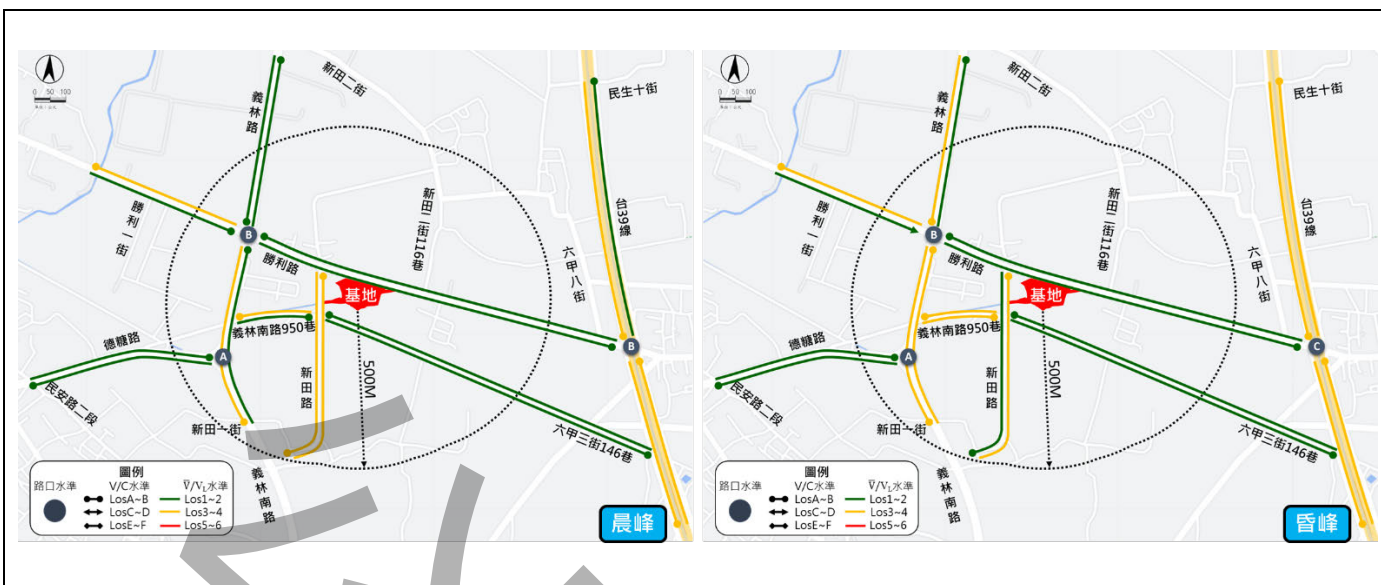 0 50 100
新田二街
義林路
民生十街
台39線
勝利一街
新田二街116巷
B
勝利路
六甲八街
基地
義林南路950巷
B
德糖路
A
500M
新田路
民安路二段
新田一街
六甲三街146巷
義林南路
圖例
路口水準
V/C水準
V̅/VL水準
LosA~B
Los1~2
LosC~D
Los3~4
LosE~F
Los5~6
晨峰
0 50 100
新田二街
義林路
民生十街
台39線
勝利一街
新田二街116巷
B
勝利路
六甲八街
基地
義林南路950巷
C
德糖路
A
500M
新田路
民安路二段
新田一街
六甲三街146巷
義林南路
圖例
路口水準
V/C水準
V̅/VL水準
LosA~B
Los1~2
LosC~D
Los3~4
LosE~F
Los5~6
昏峰